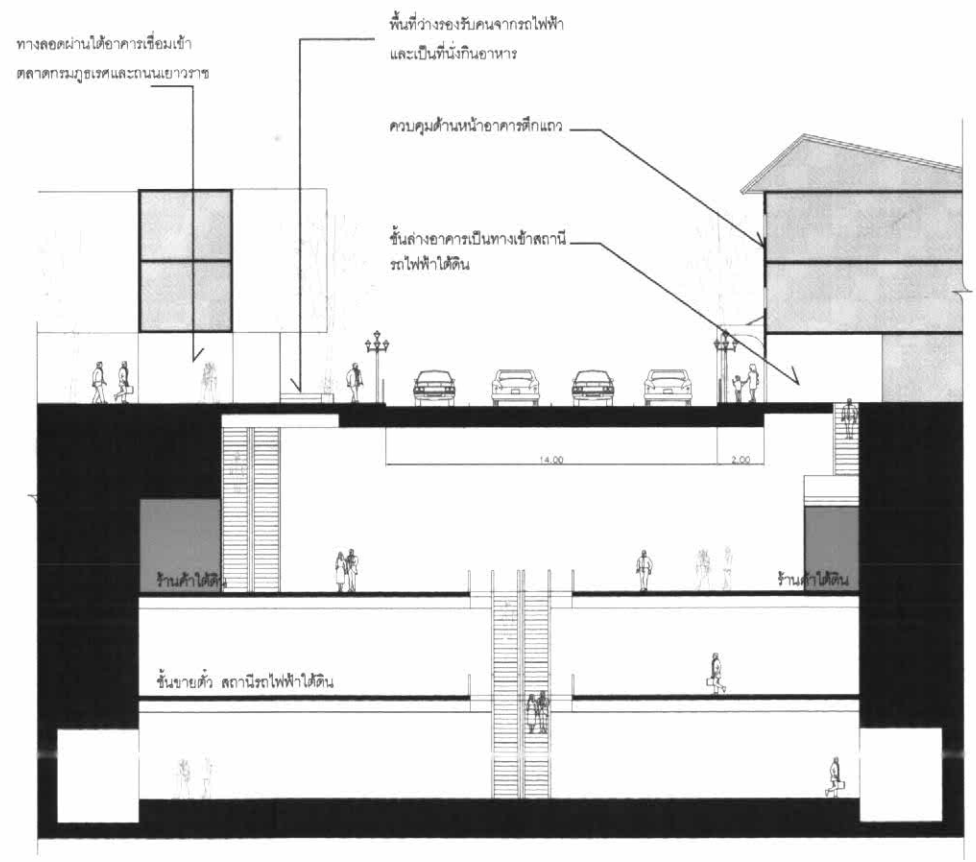 พื้นที่ว่างรองรับคนจากรถไฟฟ้า
และเป็นที่นั่งกินอาหาร
ทางลอดผ่านใต้อาคารเชื่อมเข้า
ตลาดกรมภูธเรศและถนนเยาวราช
ควบคุมด้านหน้าอาคารตึกแถว
ชั้นล่างอาคารเป็นทางเข้าสถานี
รถไฟฟ้าใต้ดิน
14.00
2.00
ร้านค้าใต้ดิน
ร้านค้าใต้ดิน
ชั้นขายตั๋ว สถานีรถไฟฟ้าใต้ดิน